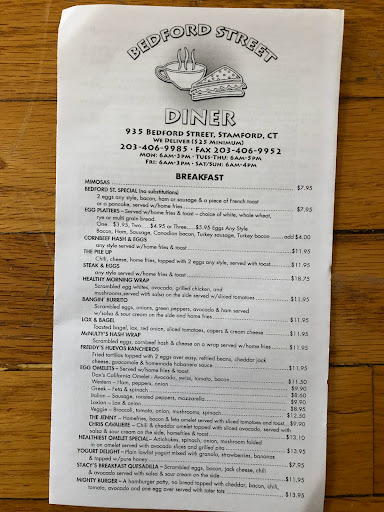 BEDFORD STREET
DINER
935 BEDFORD STREET, STAMFORD, CT
WE DELIVER ($25 MINIMUM)
203-406-9985 • FAX 203-406-9952
MON: 6AM-3PM • TUES-THU: 6AM-5PM
FRI: 6AM-3PM • SAT/SUN: 6AM-4PM
BREAKFAST
MIMOSAS $7.95
BEDFORD ST. SPECIAL (no substitutions)
2 eggs any style, bacon, ham or sausage & a piece of French toast
or a pancake, served w/home fries $7.95
EGG PLATTERS – Served w/home fries & toast – choice of white, whole wheat,
rye or multi grain bread.
One...$3.95, Two.....$4.95 or Three.....$5.95 Eggs Any Style
Bacon, Ham, Sausage, Canadian bacon, Turkey sausage, Turkey bacon add $4.00
CORNBEEF HASH & EGGS
any style served w/home fries & toast $11.95
THE PILE UP
Chili, cheese, home fries, topped with 2 eggs any style, served with toast $11.95
STEAK & EGGS
any style served w/home fries & toast $18.75
HEALTHY MORNING WRAP
Scrambled egg whites, avocado, grilled chicken, and
mushrooms, served with salsa on the side served w/ sliced tomatoes $11.95
BANGIN' BURRITO
Scrambled eggs, onions, green peppers, avocado & ham served
w/salsa & sour cream on the side and home fries $11.95
LOX & BAGEL
Toasted bagel, lox, red onion, sliced tomatoes, capers & cream cheese $11.95
McNULTY'S HASH WRAP
Scrambled eggs, cornbeef hash & cheese on a wrap served w/home fries $11.95
FREDDY'S HUEVOS RANCHEROS
Fried tortillas topped with 2 eggs over easy, refried beans, cheddar jack
cheese, guacamole & homemade habanero sauce $11.95
EGG OMELETS – Served w/home fries & toast.
Dax's California Omelet - Avocado, swiss, tomato, bacon $11.50
Western – Ham, peppers, onion $9.90
Greek – Feta & spinach $9.90
Italian – Sausage, roasted peppers, mozzarella $8.60
Loxion – Lox & onion $9.90
Veggie – Broccoli, tomato, onion, mushrooms, spinach $8.95
THE JENNY – Homefries, bacon & feta omelet served with sliced tomatoes and toast $12.50
CHRIS CAVALIERE – Chili & cheddar omelet topped with sliced avocado, served with $9.90
salsa & sour cream on the side, homefries & toast
HEALTHIEST OMELET SPECIAL – Artichokes, spinach, onion, mushroom folded $13.10
in an omelet served with avocado slices and grilled pita
YOGURT DELIGHT – Plain lowfat yogurt mixed with granola, strawberries, bananas $13.95
& topped w/pure honey
STACY'S BREAKFAST QUESADILLA – Scrambled eggs, bacon, jack cheese, chili $7.95
& avocado served with salsa & sour cream on the side
MIGHTY BURGER – A hamburger patty, no bread topped with cheddar, bacon, chili, $11.95
tomato, avocado and one egg over served with tater tots $13.95